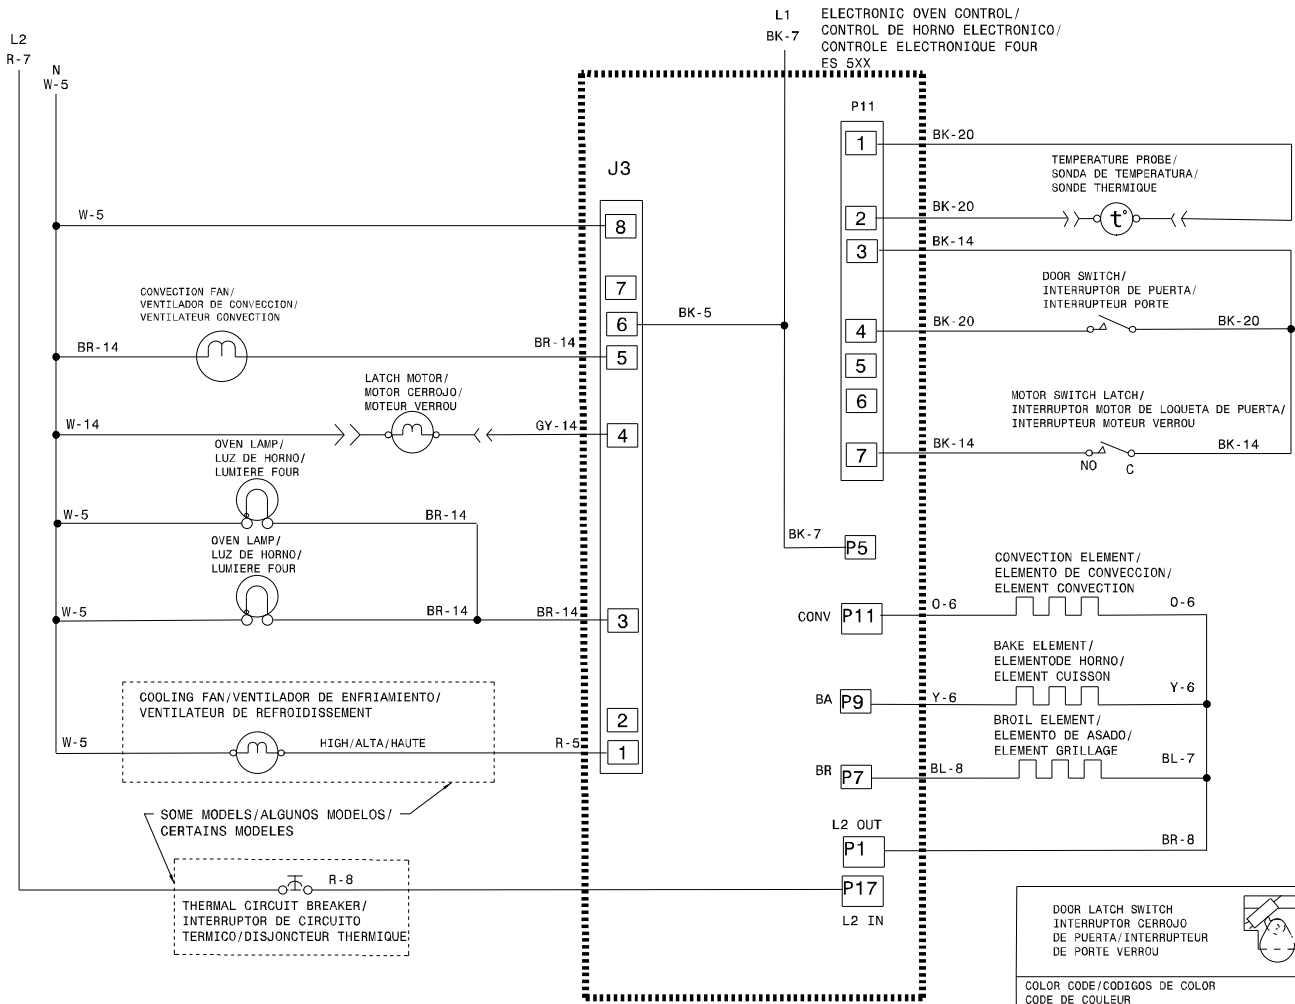 L2
R-7
N
W-5
L1
BK-7
ELECTRONIC OVEN CONTROL/
CONTROL DE HORNO ELECTRONICO/
CONTROLE ELECTRONIQUE FOUR
ES 5XX
J3
8
7
6
5
4
3
2
1
W-5
CONVECTION FAN/
VENTILADOR DE CONVECCION/
VENTILATEUR CONVECTION
BR-14
BR-14
LATCH MOTOR/
MOTOR CERROJO/
MOTEUR VERROU
W-14
GY-14
OVEN LAMP/
LUZ DE HORNO/
LUMIERE FOUR
W-5
BR-14
OVEN LAMP/
LUZ DE HORNO/
LUMIERE FOUR
W-5
BR-14
BR-14
COOLING FAN/VENTILADOR DE ENFRIAMIENTO/
VENTILATEUR DE REFROIDISSEMENT
W-5
HIGH/ALTA/HAUTE
R-5
SOME MODELS/ALGUNOS MODELOS/
CERTAINS MODELES
R-8
THERMAL CIRCUIT BREAKER/
INTERRUPTOR DE CIRCUITO
TERMICO/DISJONCTEUR THERMIQUE
BK-5
BK-7
P11
1
2
3
4
5
6
7
BK-20
TEMPERATURE PROBE/
SONDA DE TEMPERATURA/
SONDE THERMIQUE
BK-20
t°
BK-14
DOOR SWITCH/
INTERRUPTOR DE PUERTA/
INTERRUPTEUR PORTE
BK-20
BK-20
MOTOR SWITCH LATCH/
INTERRUPTOR MOTOR DE LOQUETA DE PUERTA/
INTERRUPTEUR MOTEUR VERROU
BK-14
BK-14
NO
C
P5
CONVECTION ELEMENT/
ELEMENTO DE CONVECCION/
ELEMENT CONVECTION
CONV
P11
O-6
O-6
BAKE ELEMENT/
ELEMENTODE HORNO/
ELEMENT CUISSON
BA
P9
Y-6
Y-6
BROIL ELEMENT/
ELEMENTO DE ASADO/
ELEMENT GRILLAGE
BR
P7
BL-8
BL-7
L2 OUT
P1
BR-8
P17
L2 IN
DOOR LATCH SWITCH
INTERRUPTOR CERROJO
DE PUERTA/INTERRUPTEUR
DE PORTE VERROU
COLOR CODE/CODIGOS DE COLOR
CODE DE COULEUR